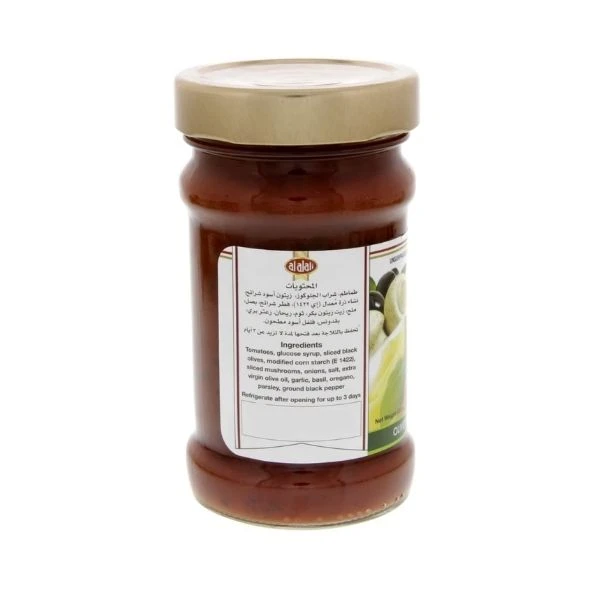 al alali
المحتويات
طماطم، شراب الجلوكوز، زيتون أسود شرائح،
نشاء ذرة معدل (إي ١٤٢٢)، فطر شرائح، بصل،
ملح، زيت زيتون بكر، ثوم، ريحان، زعتر بري،
بقدونس، فلفل أسود مطحون.
تحفظ بالثلاجة بعد فتحها لمدة لا تزيد عن ٣ أيام
Ingredients
Tomatoes, glucose syrup, sliced black
olives, modified corn starch (E 1422),
sliced mushrooms, onions, salt, extra
virgin olive oil, garlic, basil, oregano,
parsley, ground black pepper
Refrigerate after opening for up to 3 days
Net Weight